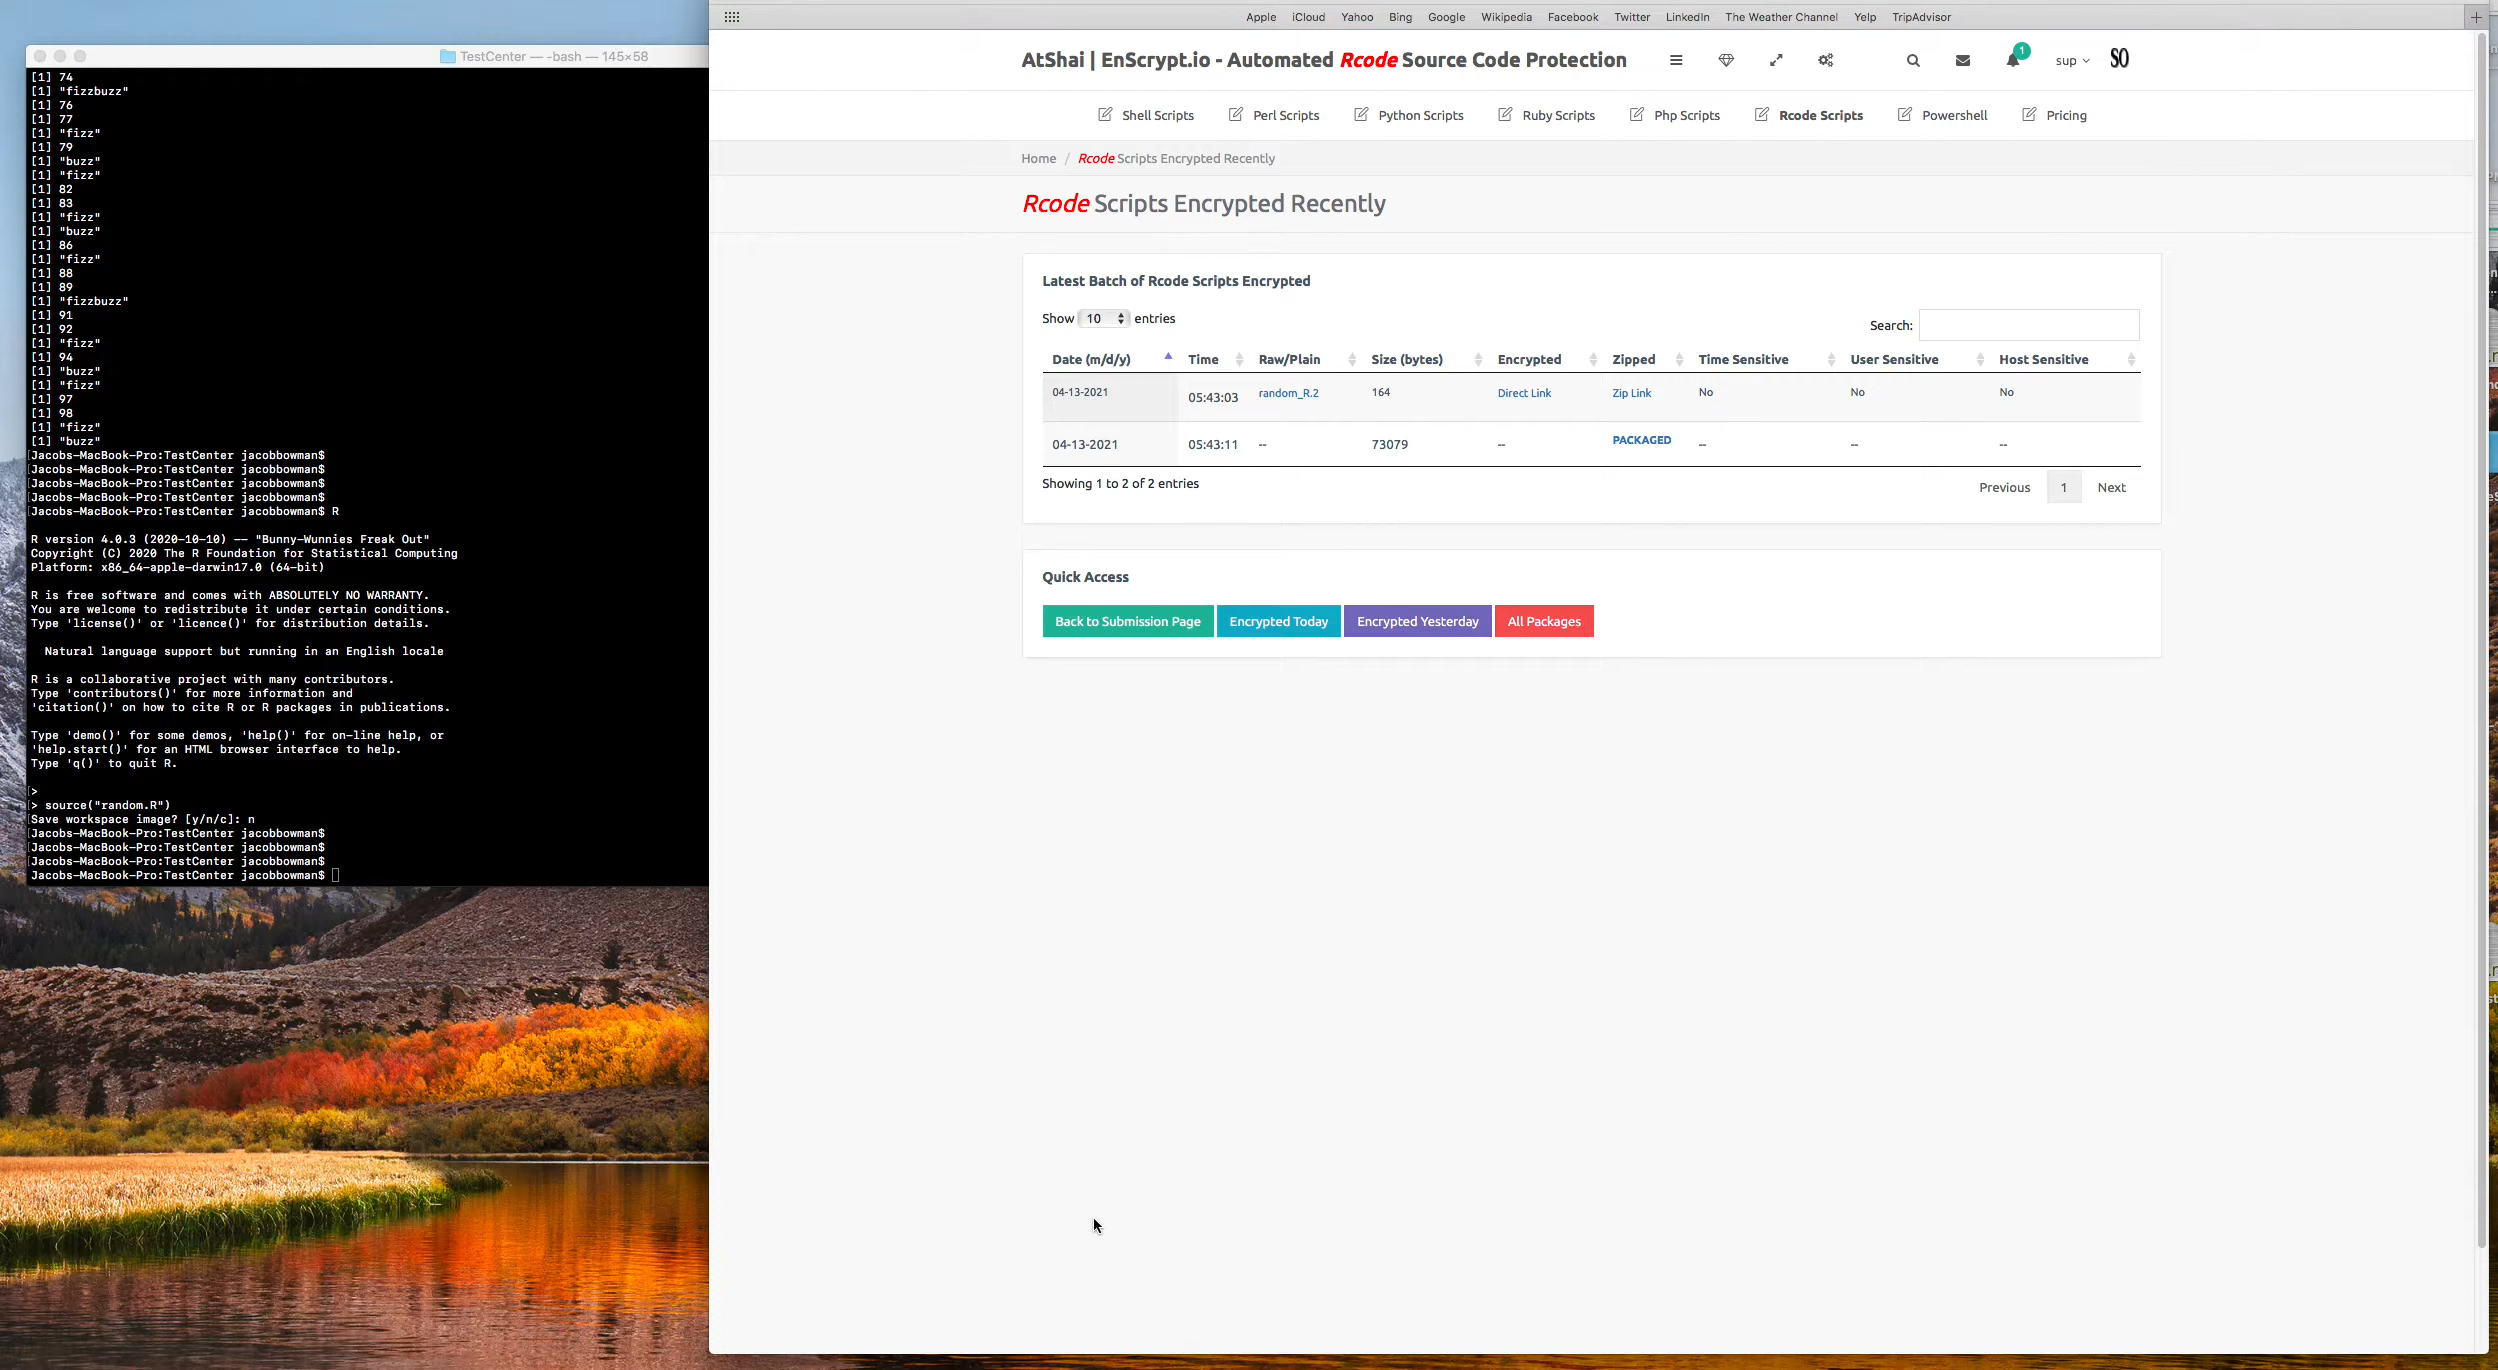 TestCenter — -bash — 145×58
[1] 74
[1] "fizzbuzz"
[1] 76
[1] 77
[1] "fizz"
[1] 79
[1] "buzz"
[1] "fizz"
[1] 82
[1] 83
[1] "fizz"
[1] "buzz"
[1] 86
[1] "fizz"
[1] 88
[1] 89
[1] "fizzbuzz"
[1] 91
[1] 92
[1] "fizz"
[1] 94
[1] "buzz"
[1] "fizz"
[1] 97
[1] 98
[1] "fizz"
[1] "buzz"
[Jacobs-MacBook-Pro:TestCenter jacobbowman$
[Jacobs-MacBook-Pro:TestCenter jacobbowman$
[Jacobs-MacBook-Pro:TestCenter jacobbowman$
[Jacobs-MacBook-Pro:TestCenter jacobbowman$
[Jacobs-MacBook-Pro:TestCenter jacobbowman$ R
R version 4.0.3 (2020-10-10) -- "Bunny-Wunnies Freak Out"
Copyright (C) 2020 The R Foundation for Statistical Computing
Platform: x86_64-apple-darwin17.0 (64-bit)
R is free software and comes with ABSOLUTELY NO WARRANTY.
You are welcome to redistribute it under certain conditions.
Type 'license()' or 'licence()' for distribution details.
Natural language support but running in an English locale
R is a collaborative project with many contributors.
Type 'contributors()' for more information and
'citation()' on how to cite R or R packages in publications.
Type 'demo()' for some demos, 'help()' for on-line help, or
'help.start()' for an HTML browser interface to help.
Type 'q()' to quit R.
[>
[> source("random.R")
[Save workspace image? [y/n/c]: n
[Jacobs-MacBook-Pro:TestCenter jacobbowman$
[Jacobs-MacBook-Pro:TestCenter jacobbowman$
[Jacobs-MacBook-Pro:TestCenter jacobbowman$
Jacobs-MacBook-Pro:TestCenter jacobbowman$
Apple iCloud Yahoo Bing Google Wikipedia Facebook Twitter LinkedIn The Weather Channel Yelp TripAdvisor
AtShai | EnScrypt.io - Automated Rcode Source Code Protection 1 sup SO
Shell Scripts Perl Scripts Python Scripts Ruby Scripts Php Scripts Rcode Scripts Powershell Pricing
Home / Rcode Scripts Encrypted Recently
Rcode Scripts Encrypted Recently
Latest Batch of Rcode Scripts Encrypted
Show 10 entries Search:
Date (m/d/y) Time Raw/Plain Size (bytes) Encrypted Zipped Time Sensitive User Sensitive Host Sensitive
04-13-2021 05:43:03 random_R.2 164 Direct Link Zip Link No No No
04-13-2021 05:43:11 -- 73079 -- PACKAGED -- -- --
Showing 1 to 2 of 2 entries Previous 1 Next
Quick Access
Back to Submission Page Encrypted Today Encrypted Yesterday All Packages